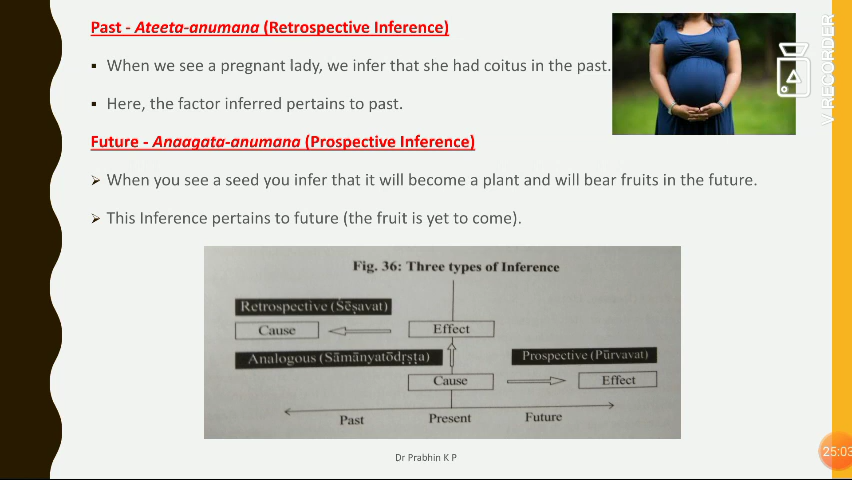 Past - Ateeta-anumana (Retrospective Inference)
▪ When we see a pregnant lady, we infer that she had coitus in the past.
▪ Here, the factor inferred pertains to past.
Future - Anaagata-anumana (Prospective Inference)
➢ When you see a seed you infer that it will become a plant and will bear fruits in the future.
➢ This Inference pertains to future (the fruit is yet to come).
Fig. 36: Three types of Inference
Retrospective (Śēṣavat)
Cause Effect
Analogous (Sāmānyatōdṛṣṭa) Prospective (Pūrvavat)
Cause Effect
Past Present Future
Dr Prabhin K P
V RECORDER
25:03